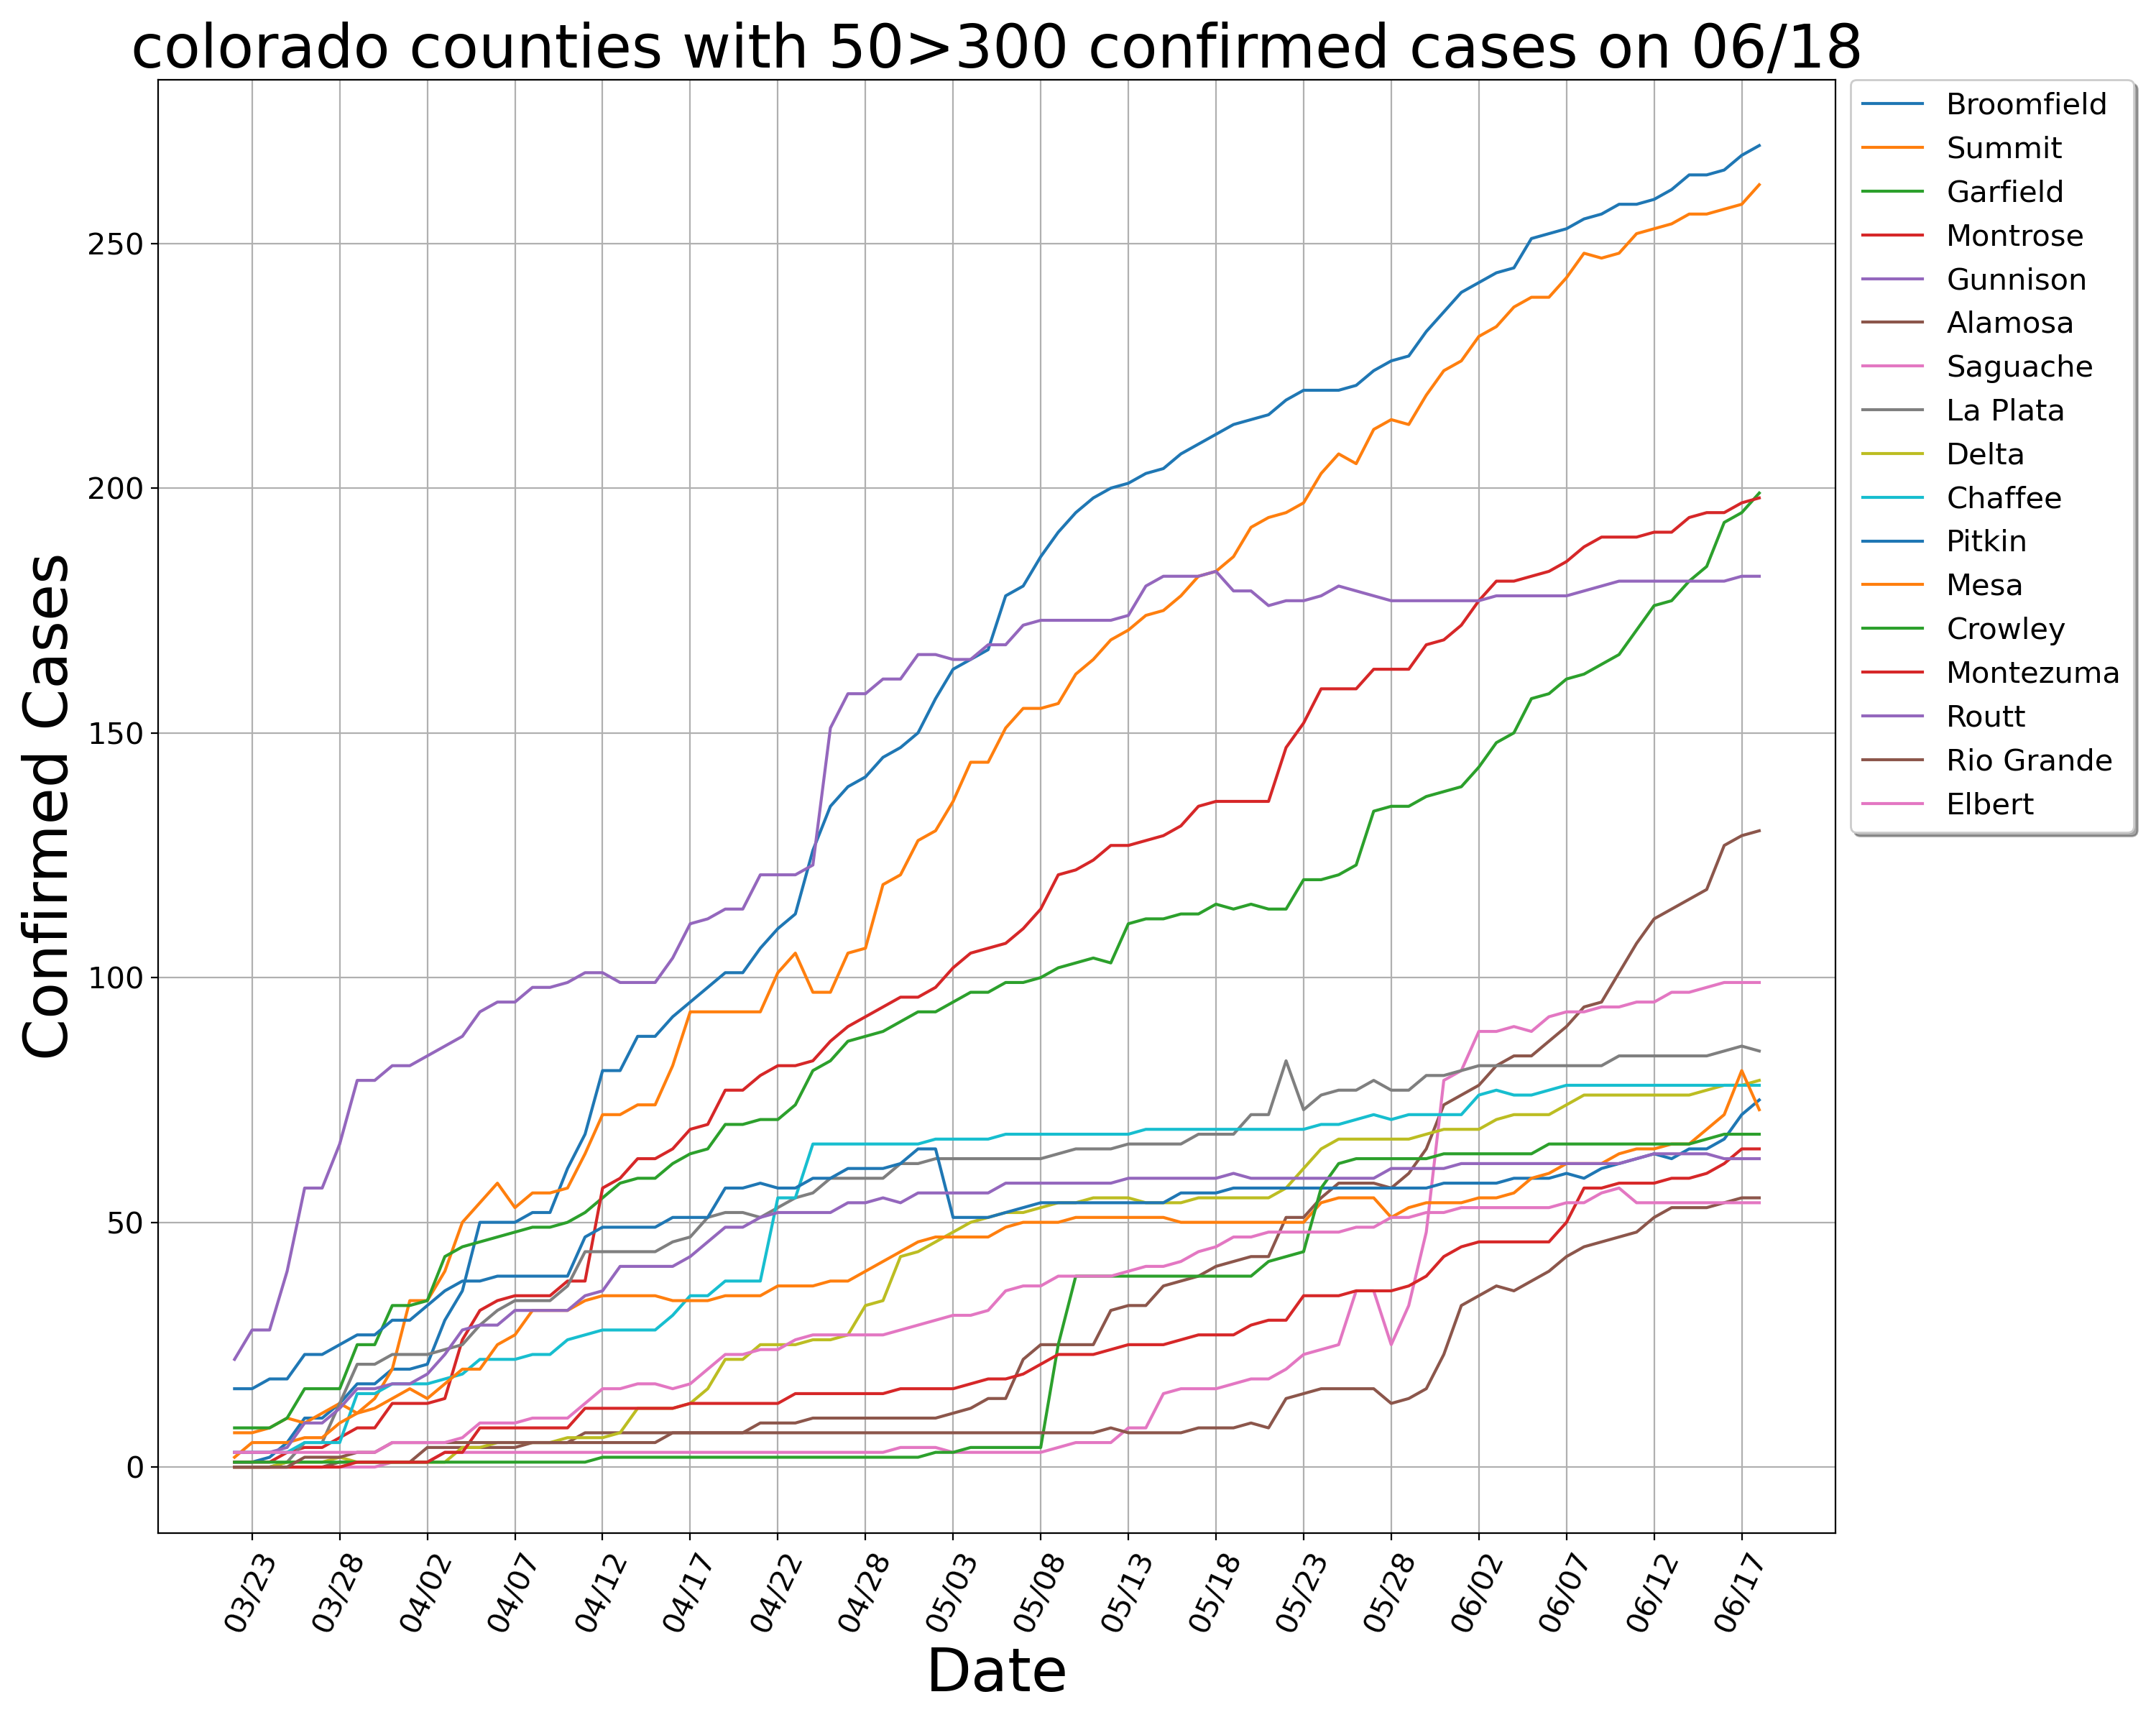 colorado counties with 50>300 confirmed cases on 06/18
Broomfield
Summit
Garfield
Montrose
Gunnison
Alamosa
Saguache
La Plata
Delta
Chaffee
Pitkin
Mesa
Crowley
Montezuma
Routt
Rio Grande
Elbert
Confirmed Cases
250
200
150
100
50
0
03/23
03/28
04/02
04/07
04/12
04/17
04/22
04/28
05/03
05/08
05/13
05/18
05/23
05/28
06/02
06/07
06/12
06/17
Date